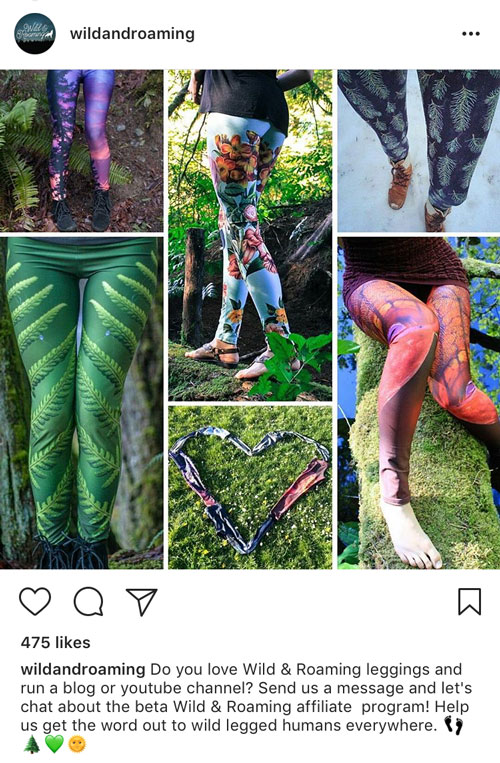 Wild &
Roaming
wildandroaming
475 likes
wildandroaming Do you love Wild & Roaming leggings and
run a blog or youtube channel? Send us a message and let's
chat about the beta Wild & Roaming affiliate  program! Help
us get the word out to wild legged humans everywhere. 👣
🌲💚🌞